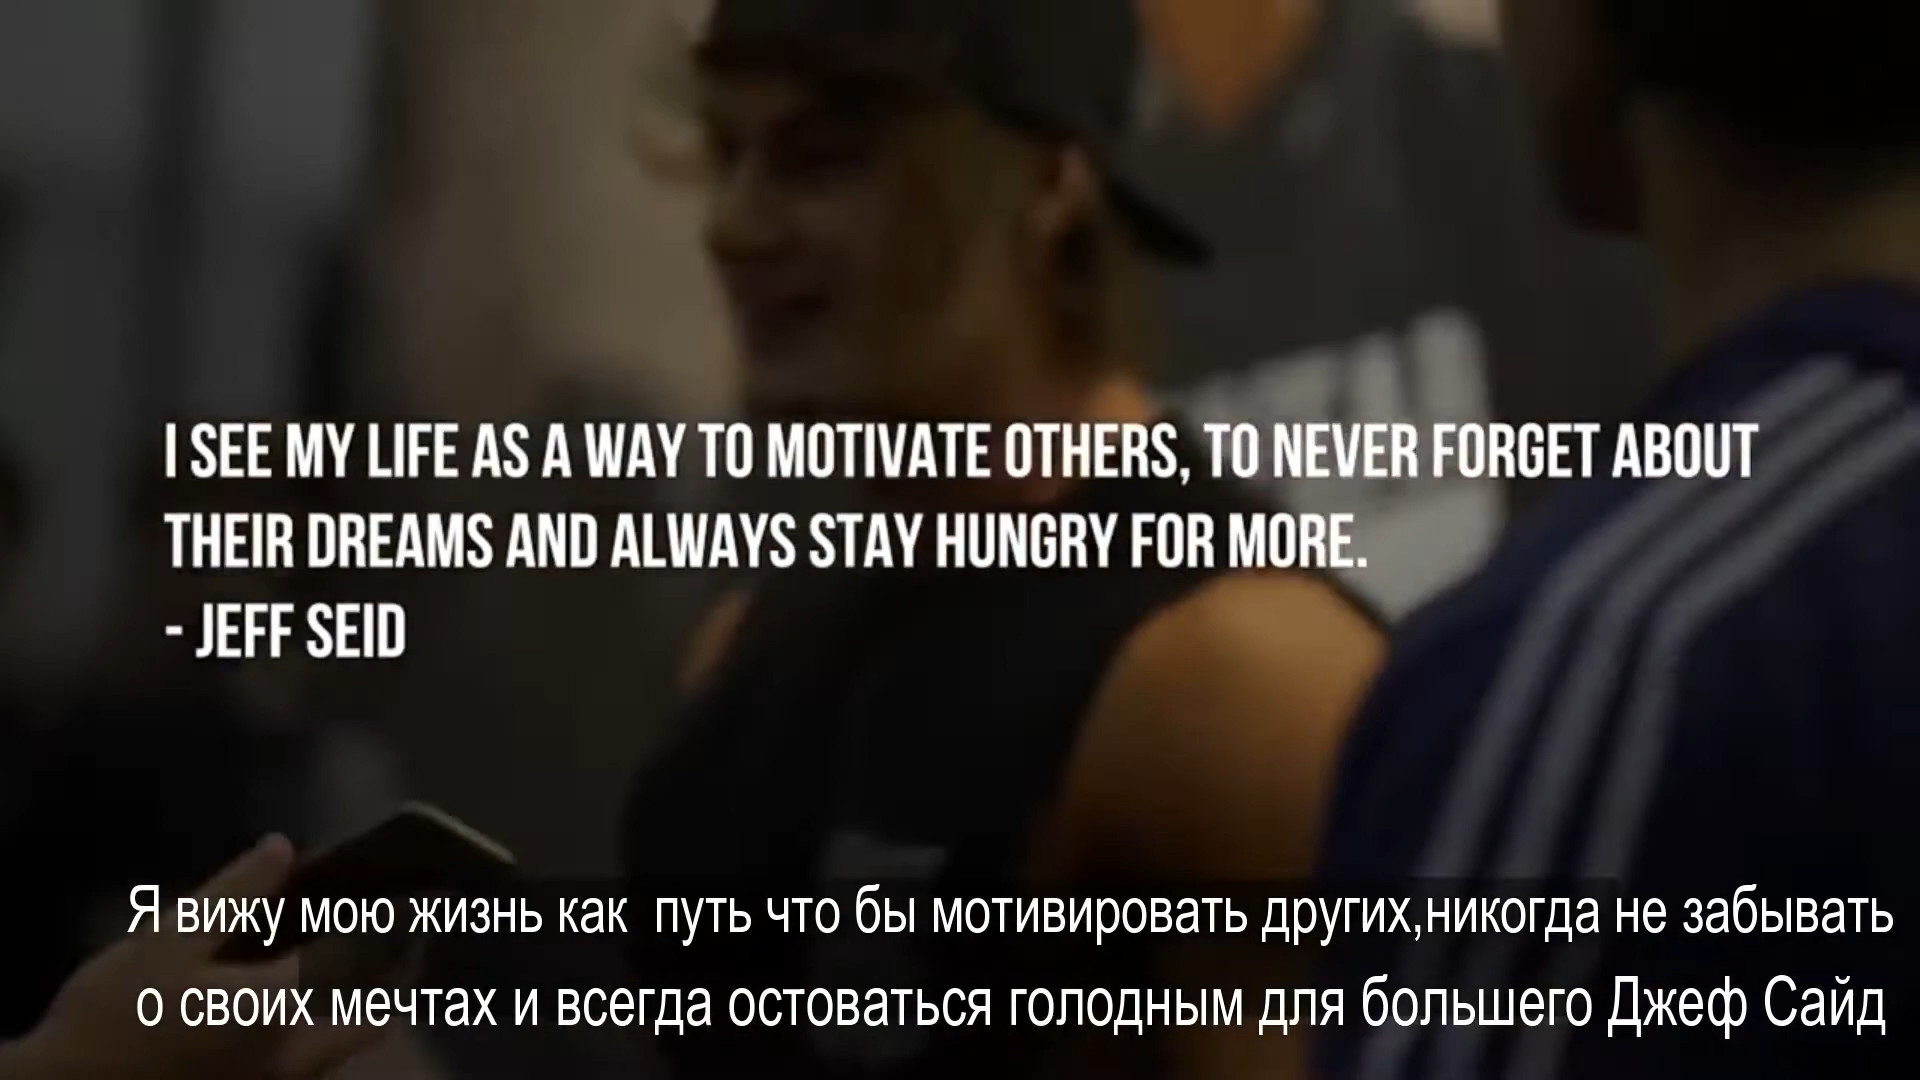 I SEE MY LIFE AS A WAY TO MOTIVATE OTHERS, TO NEVER FORGET ABOUT
THEIR DREAMS AND ALWAYS STAY HUNGRY FOR MORE.
- JEFF SEID
Я вижу мою жизнь как  путь что бы мотивировать других,никогда не забывать
о своих мечтах и всегда остоваться голодным для большего Джеф Сайд